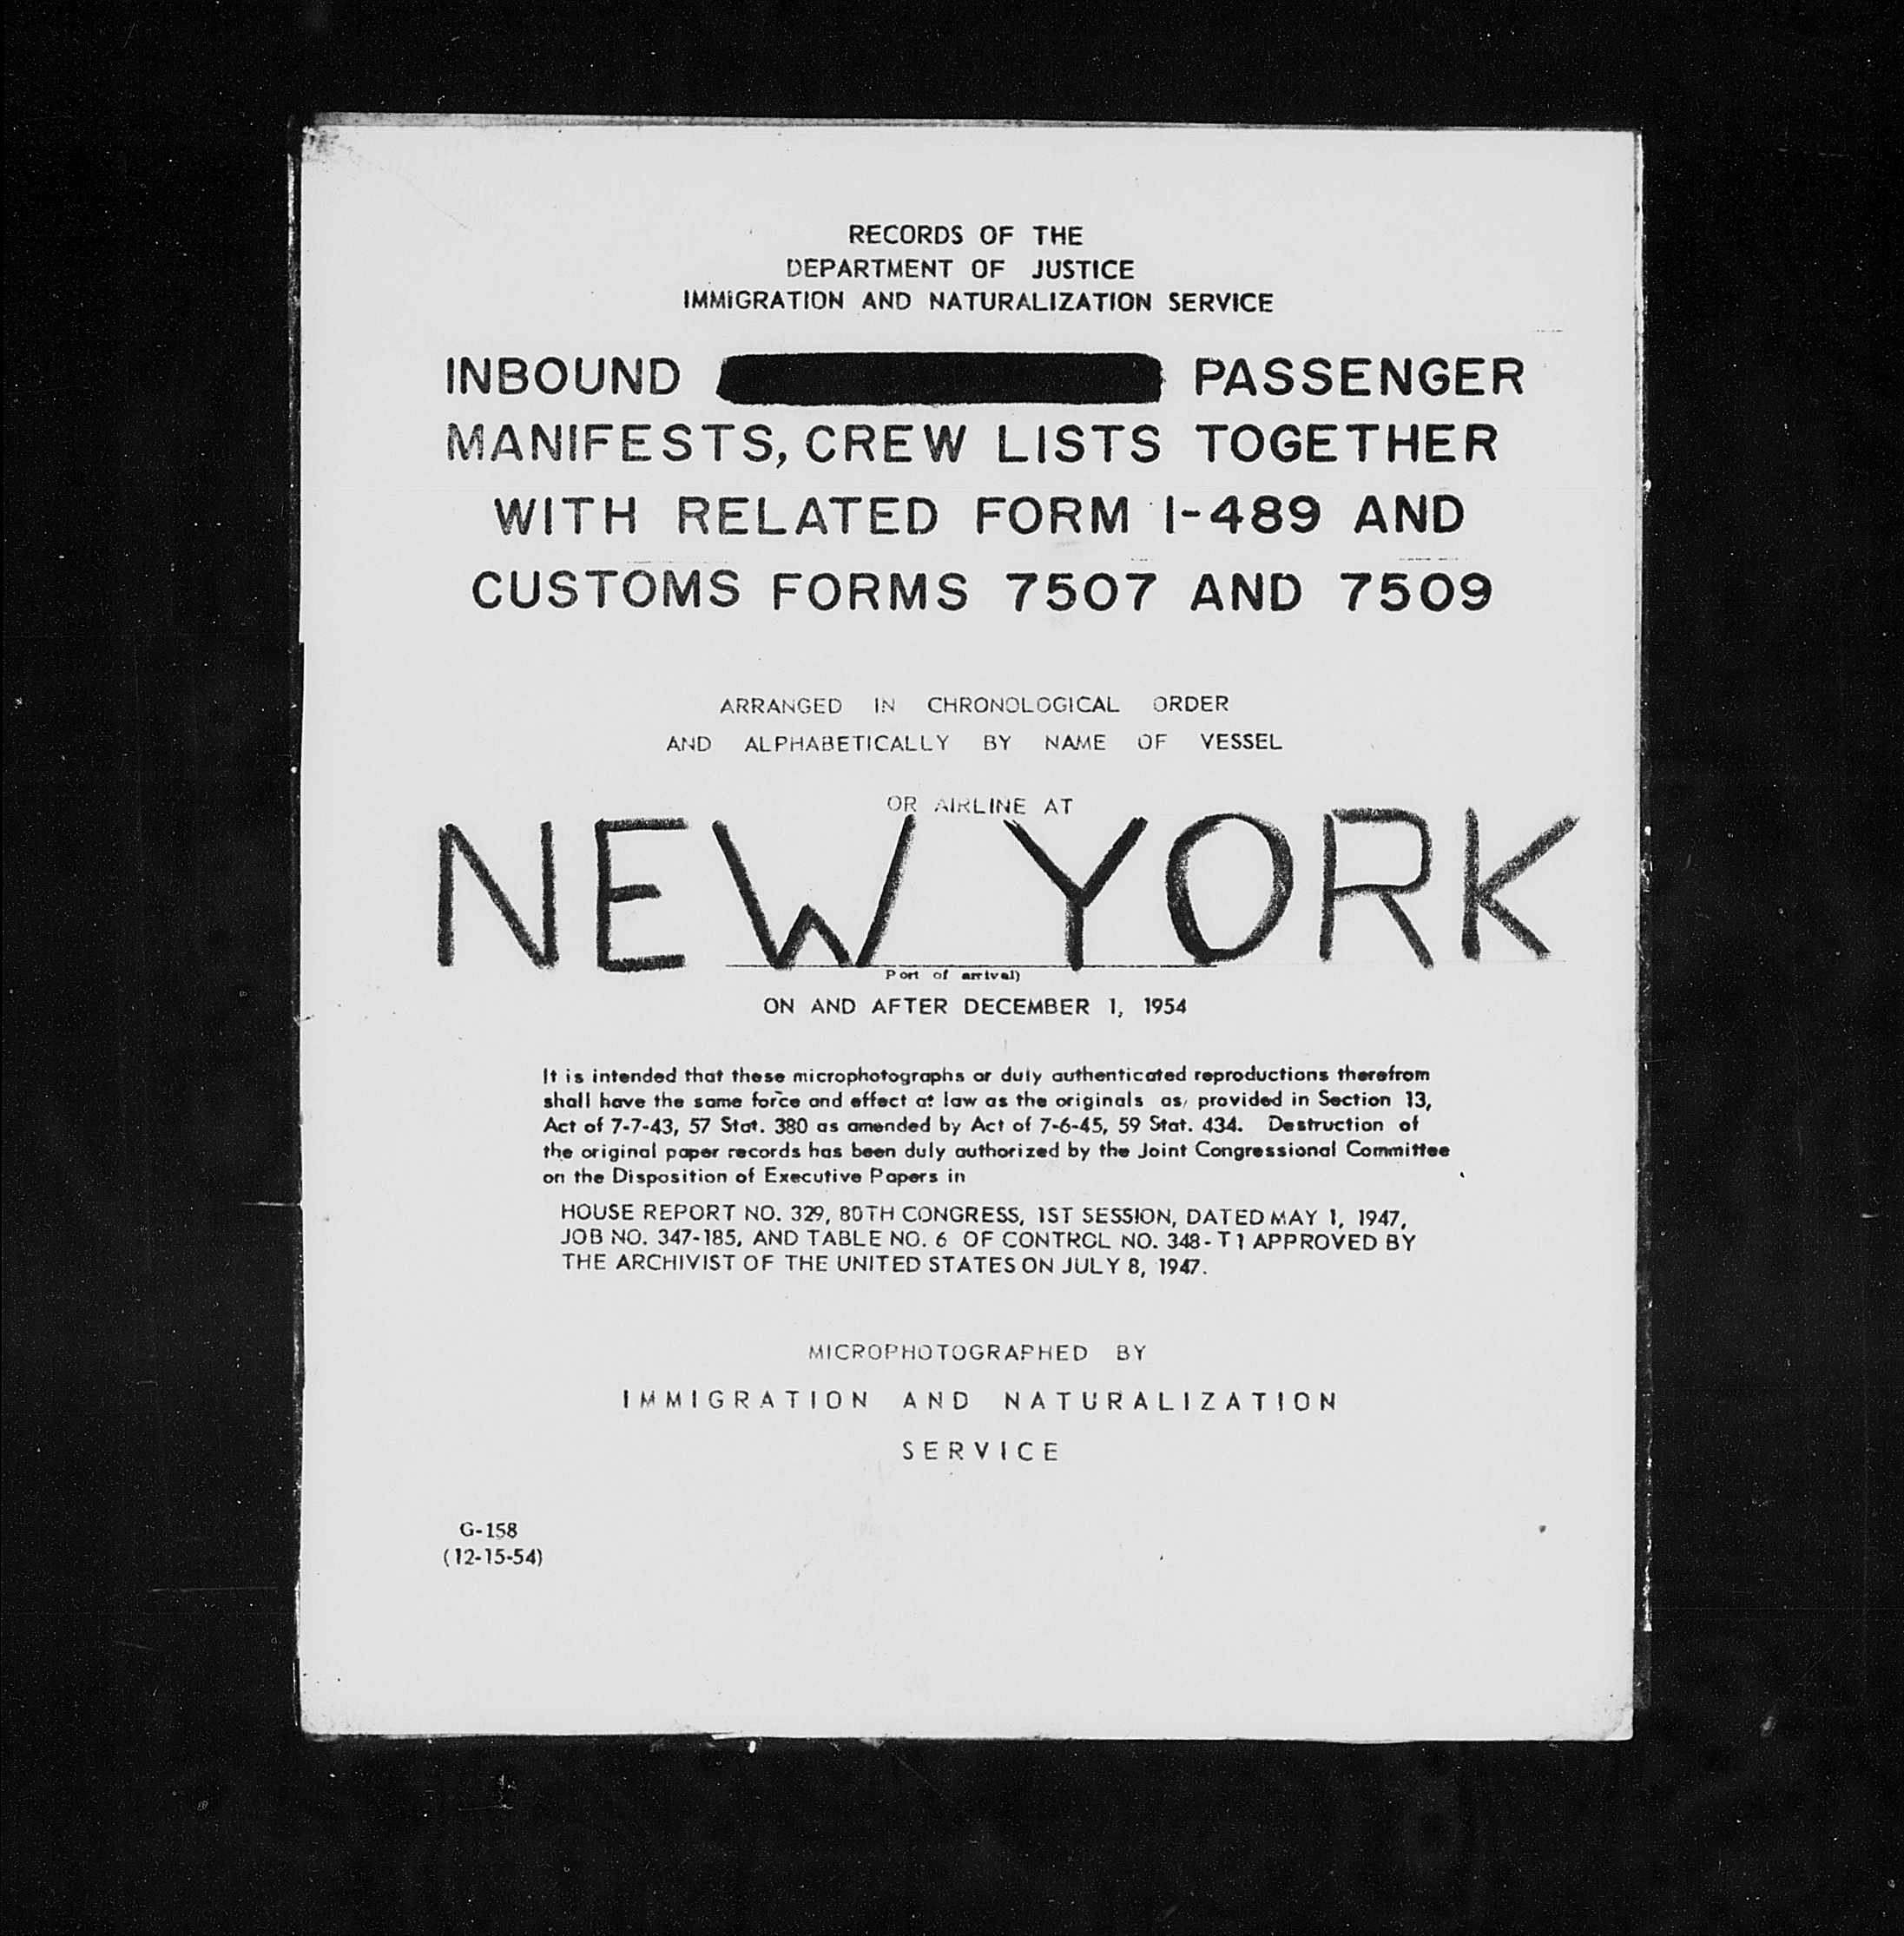 RECORDS OF THE
DEPARTMENT OF JUSTICE
IMMIGRATION AND NATURALIZATION SERVICE
INBOUND PASSENGER
MANIFESTS, CREW LISTS TOGETHER
WITH RELATED FORM I-489 AND
CUSTOMS FORMS 7507 AND 7509
ARRANGED IN CHRONOLOGICAL ORDER
AND ALPHABETICALLY BY NAME OF VESSEL
OR AIRLINE AT
NEW YORK
Port of arrival)
ON AND AFTER DECEMBER 1, 1954
It is intended that these microphotographs or duly authenticated reproductions therefrom
shall have the same force and effect at law as the originals as, provided in Section 13,
Act of 7-7-43, 57 Stat. 380 as amended by Act of 7-6-45, 59 Stat. 434. Destruction of
the original paper records has been duly authorized by the Joint Congressional Committee
on the Disposition of Executive Papers in
HOUSE REPORT NO. 329, 80TH CONGRESS, 1ST SESSION, DATED MAY 1, 1947,
JOB NO. 347-185, AND TABLE NO. 6 OF CONTROL NO. 348-T1 APPROVED BY
THE ARCHIVIST OF THE UNITED STATES ON JULY 8, 1947.
MICROPHOTOGRAPHED BY
IMMIGRATION AND NATURALIZATION
SERVICE
G-158
(12-15-54)